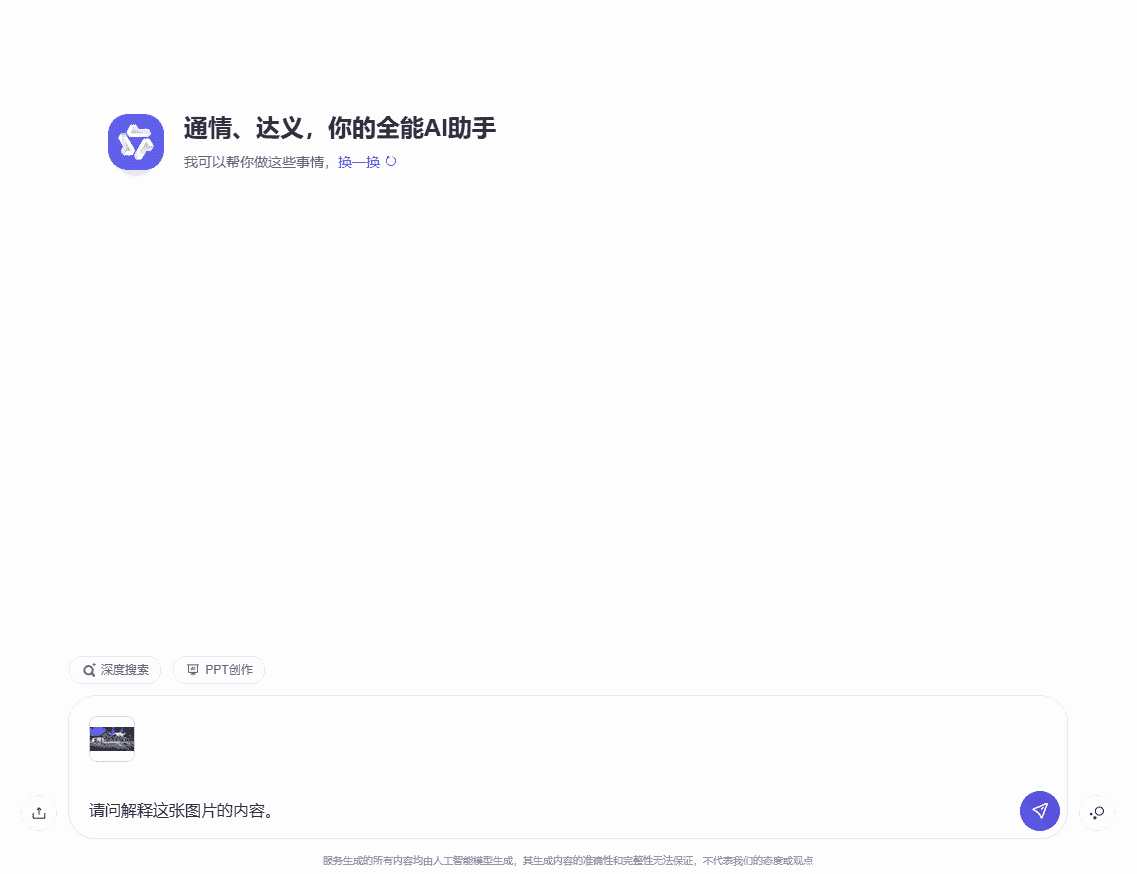 通情、达义，你的全能AI助手
我可以帮你做这些事情，换一换
深度搜索
PPT创作
请问解释这张图片的内容。
服务生成的所有内容均由人工智能模型生成，其生成内容的准确性和完整性无法保证，不代表我们的态度或观点